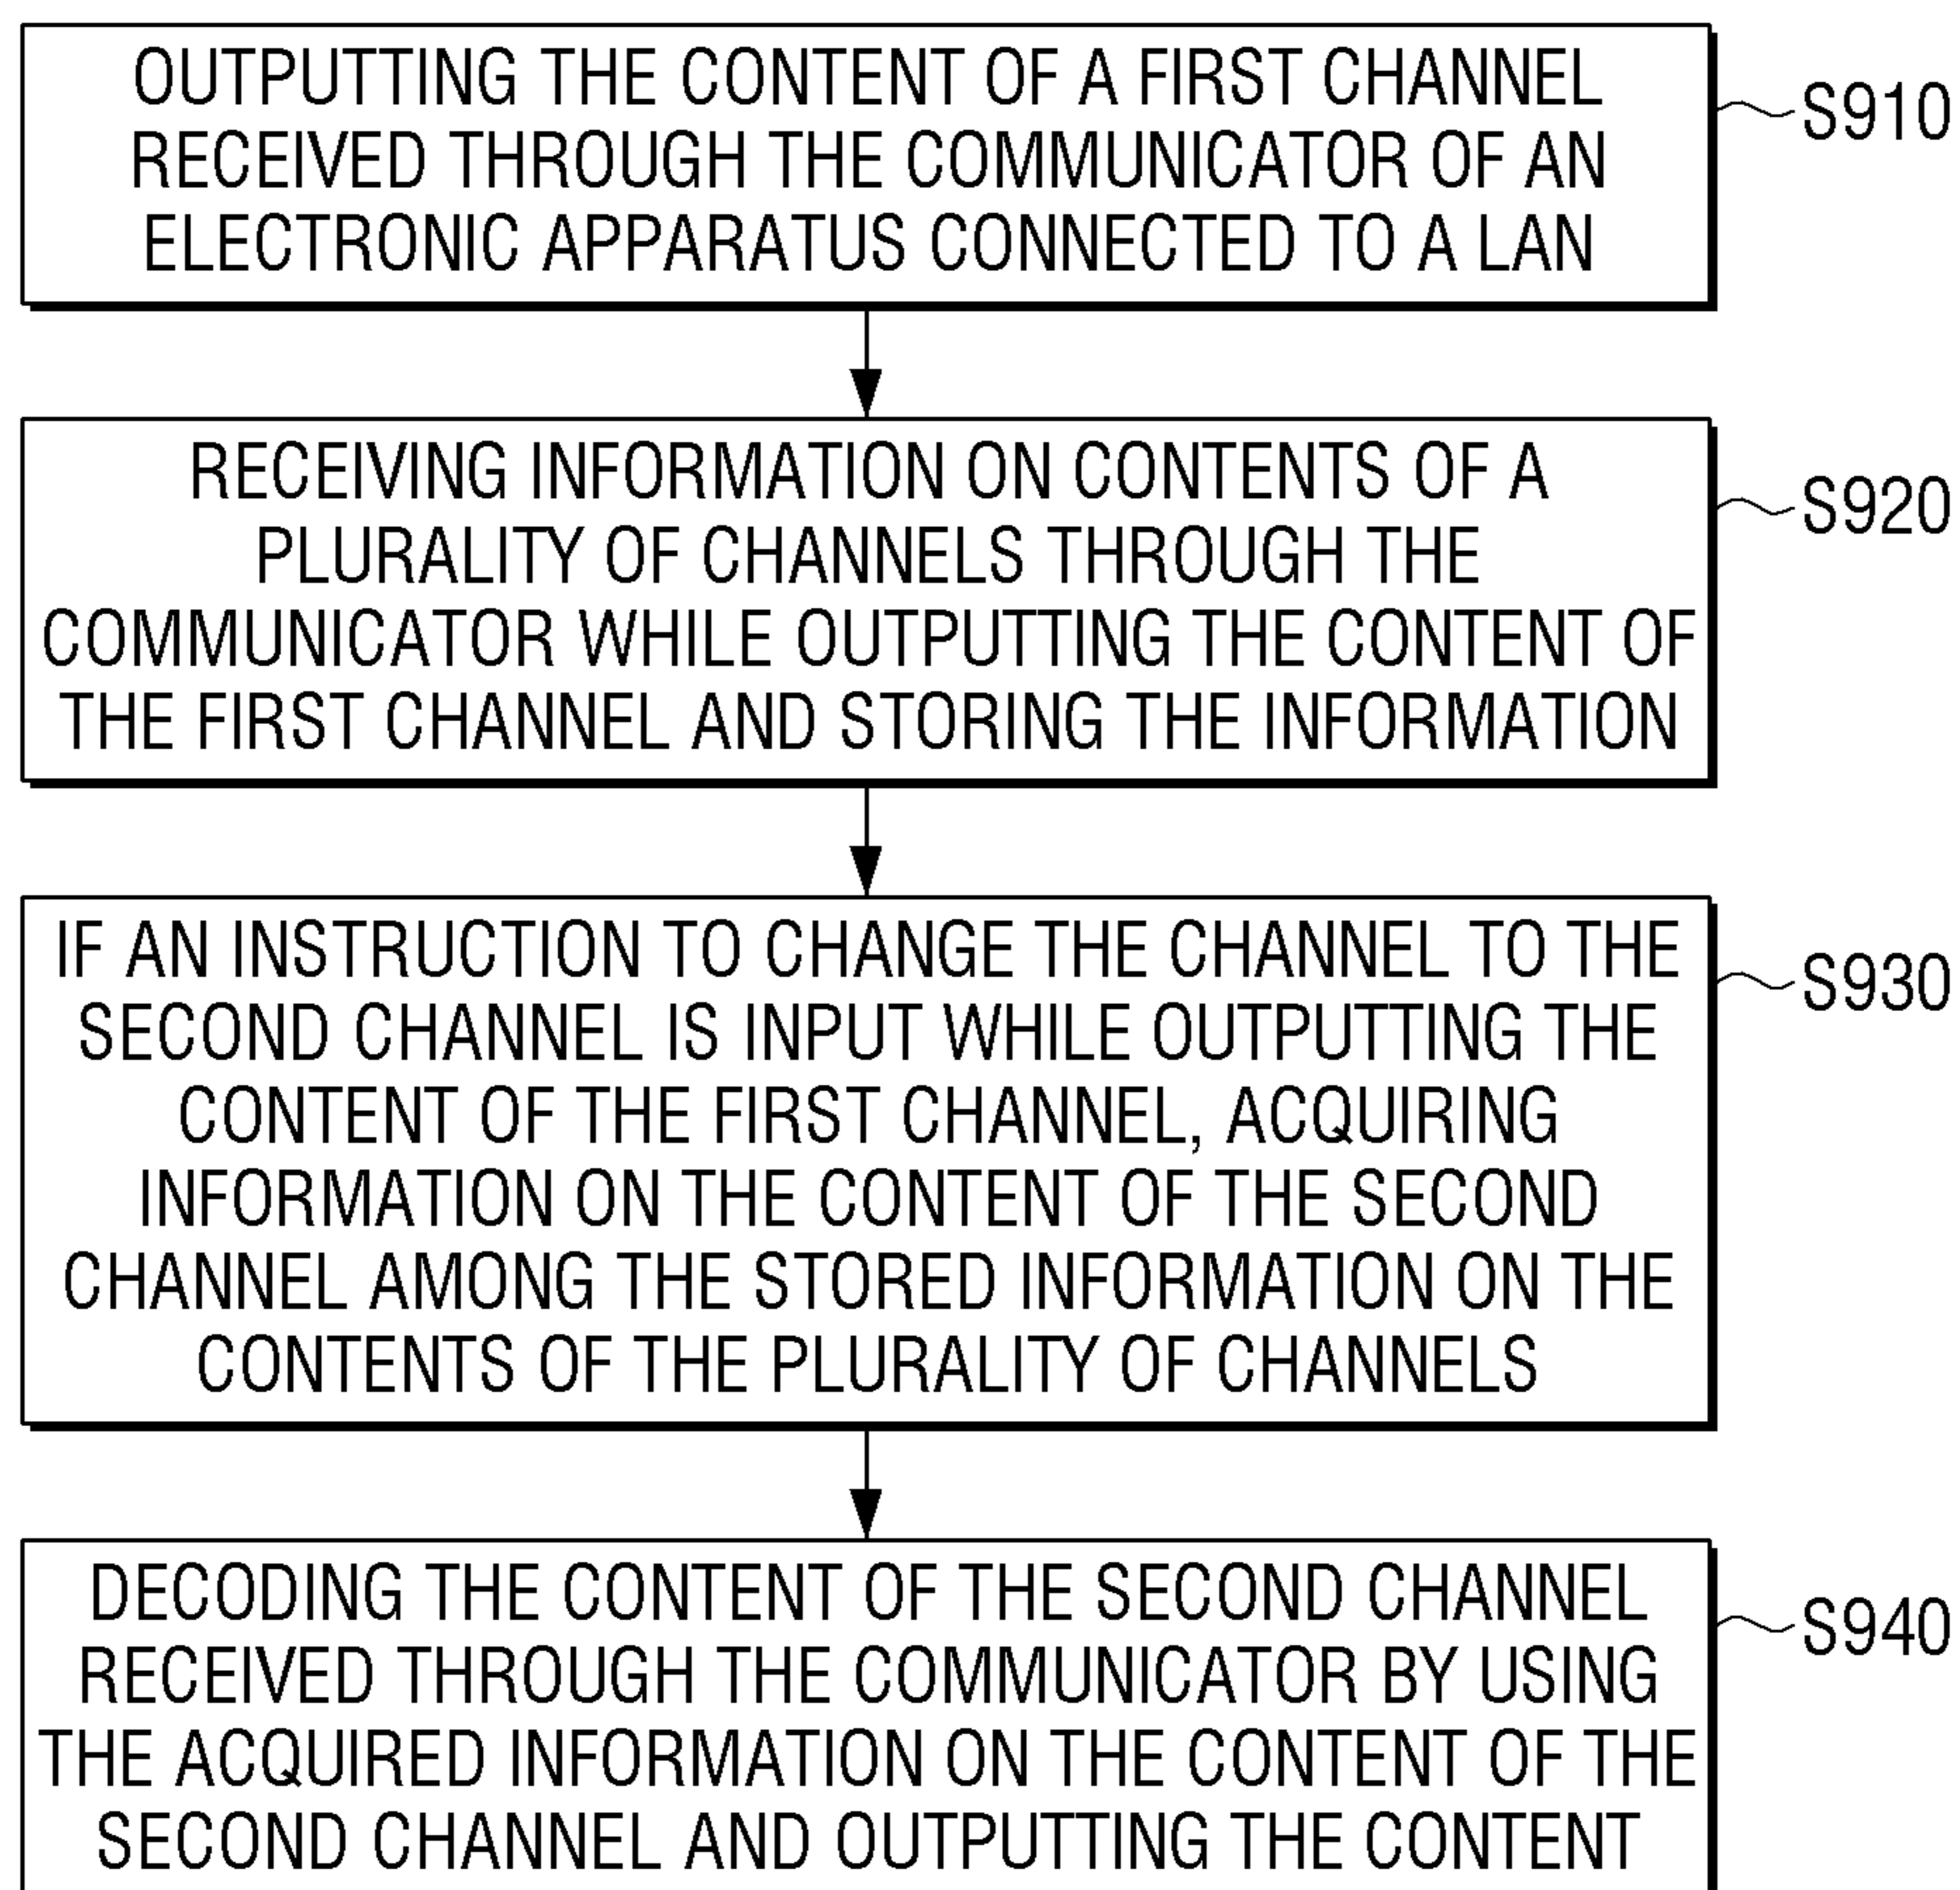 OUTPUTTING THE CONTENT OF A FIRST CHANNEL
RECEIVED THROUGH THE COMMUNICATOR OF AN
ELECTRONIC APPARATUS CONNECTED TO A LAN
S910
RECEIVING INFORMATION ON CONTENTS OF A
PLURALITY OF CHANNELS THROUGH THE
COMMUNICATOR WHILE OUTPUTTING THE CONTENT OF
THE FIRST CHANNEL AND STORING THE INFORMATION
S920
IF AN INSTRUCTION TO CHANGE THE CHANNEL TO THE
SECOND CHANNEL IS INPUT WHILE OUTPUTTING THE
CONTENT OF THE FIRST CHANNEL, ACQUIRING
INFORMATION ON THE CONTENT OF THE SECOND
CHANNEL AMONG THE STORED INFORMATION ON THE
CONTENTS OF THE PLURALITY OF CHANNELS
S930
DECODING THE CONTENT OF THE SECOND CHANNEL
RECEIVED THROUGH THE COMMUNICATOR BY USING
THE ACQUIRED INFORMATION ON THE CONTENT OF THE
SECOND CHANNEL AND OUTPUTTING THE CONTENT
S940